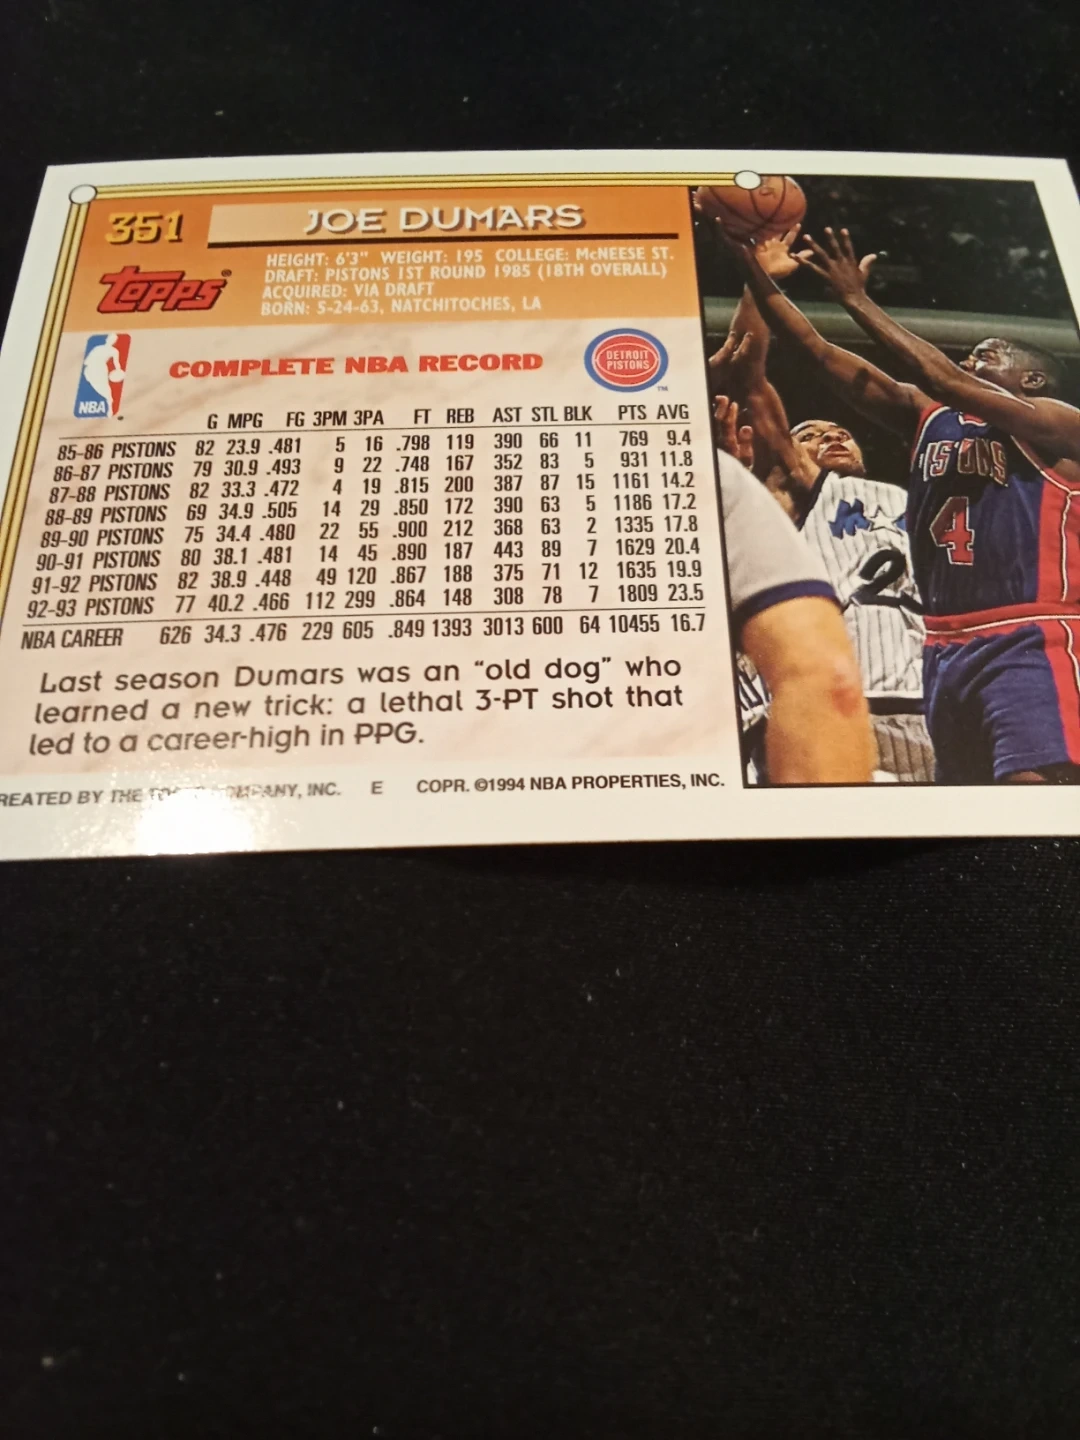 351 JOE DUMARS
Topps®
HEIGHT: 6'3" WEIGHT: 195 COLLEGE: McNEESE ST.
DRAFT: PISTONS 1ST ROUND 1985 (18TH OVERALL)
ACQUIRED: VIA DRAFT
BORN: 5-24-63, NATCHITOCHES, LA
NBA
COMPLETE NBA RECORD
DETROIT
PISTONS
TM
G MPG FG 3PM 3PA FT REB AST STL BLK PTS AVG
85-86 PISTONS 82 23.9 .481 5 16 .798 119 390 66 11 769 9.4
86-87 PISTONS 79 30.9 .493 9 22 .748 167 352 83 5 931 11.8
87-88 PISTONS 82 33.3 .472 4 19 .815 200 387 87 15 1161 14.2
88-89 PISTONS 69 34.9 .505 14 29 .850 172 390 63 5 1186 17.2
89-90 PISTONS 75 34.4 .480 22 55 .900 212 368 63 2 1335 17.8
90-91 PISTONS 80 38.1 .481 14 45 .890 187 443 89 7 1629 20.4
91-92 PISTONS 82 38.9 .448 49 120 .867 188 375 71 12 1635 19.9
92-93 PISTONS 77 40.2 .466 112 299 .864 148 308 78 7 1809 23.5
NBA CAREER 626 34.3 .476 229 605 .849 1393 3013 600 64 10455 16.7
Last season Dumars was an "old dog" who
learned a new trick: a lethal 3-PT shot that
led to a career-high in PPG.
REATED BY THE COMPANY, INC. E COPR. ©1994 NBA PROPERTIES, INC.
PISTONS
4
2